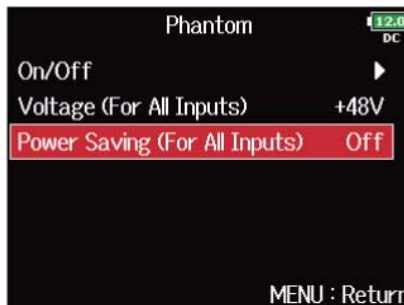 Phantom
12.0
DC
On/Off
Voltage (For All Inputs) +48V
Power Saving (For All Inputs) Off
MENU : Return